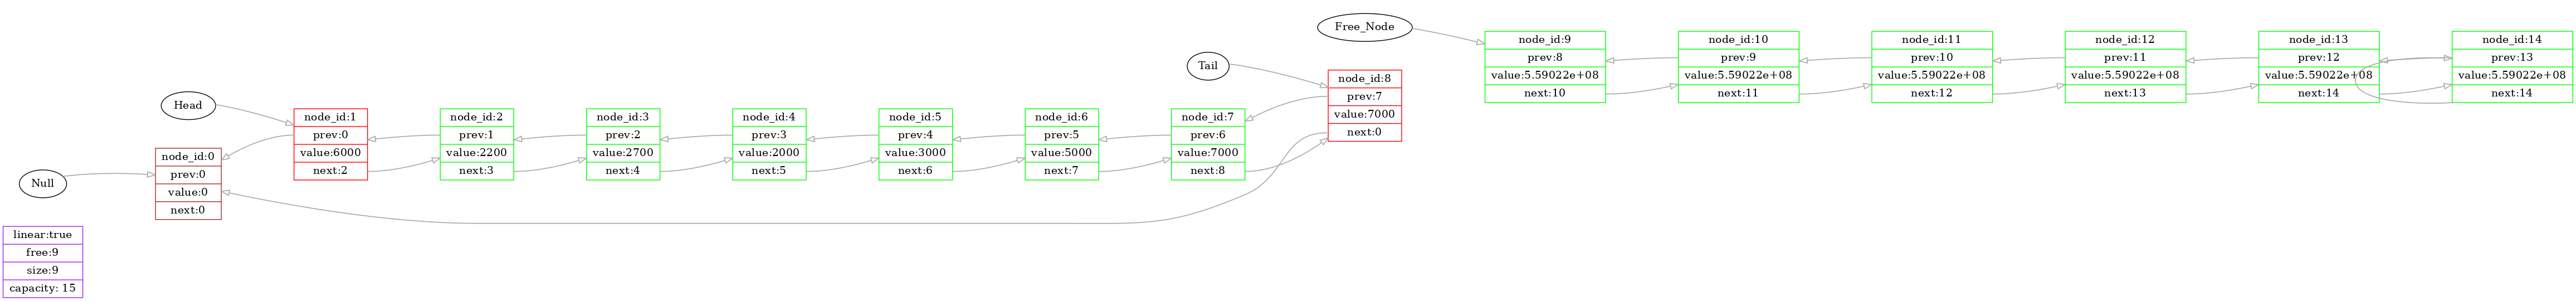 Null
node_id:0
prev:0
value:0
next:0
linear:true
free:9
size:9
capacity: 15
Head
node_id:1
prev:0
value:6000
next:2
node_id:2
prev:1
value:2200
next:3
node_id:3
prev:2
value:2700
next:4
node_id:4
prev:3
value:2000
next:5
node_id:5
prev:4
value:3000
next:6
node_id:6
prev:5
value:5000
next:7
node_id:7
prev:6
value:7000
next:8
Tail
node_id:8
prev:7
value:7000
next:0
Free_Node
node_id:9
prev:8
value:5.59022e+08
next:10
node_id:10
prev:9
value:5.59022e+08
next:11
node_id:11
prev:10
value:5.59022e+08
next:12
node_id:12
prev:11
value:5.59022e+08
next:13
node_id:13
prev:12
value:5.59022e+08
next:14
node_id:14
prev:13
value:5.59022e+08
next:14